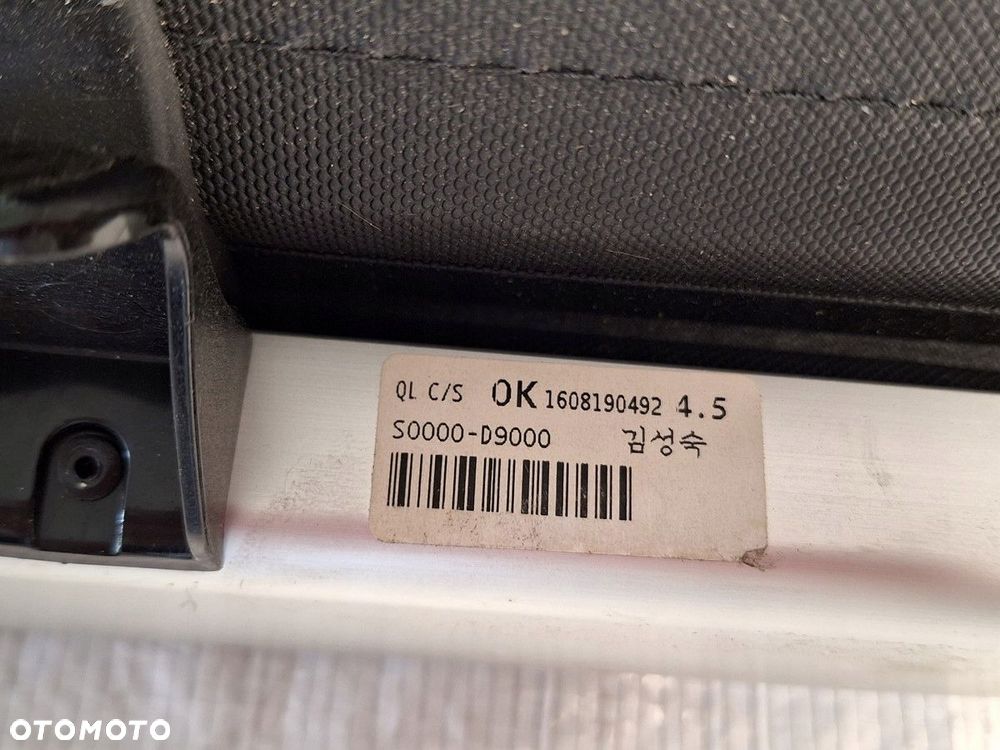 QL C/S OK 1608190492 4.5
S0000-D9000 김성숙
OTOMOTO